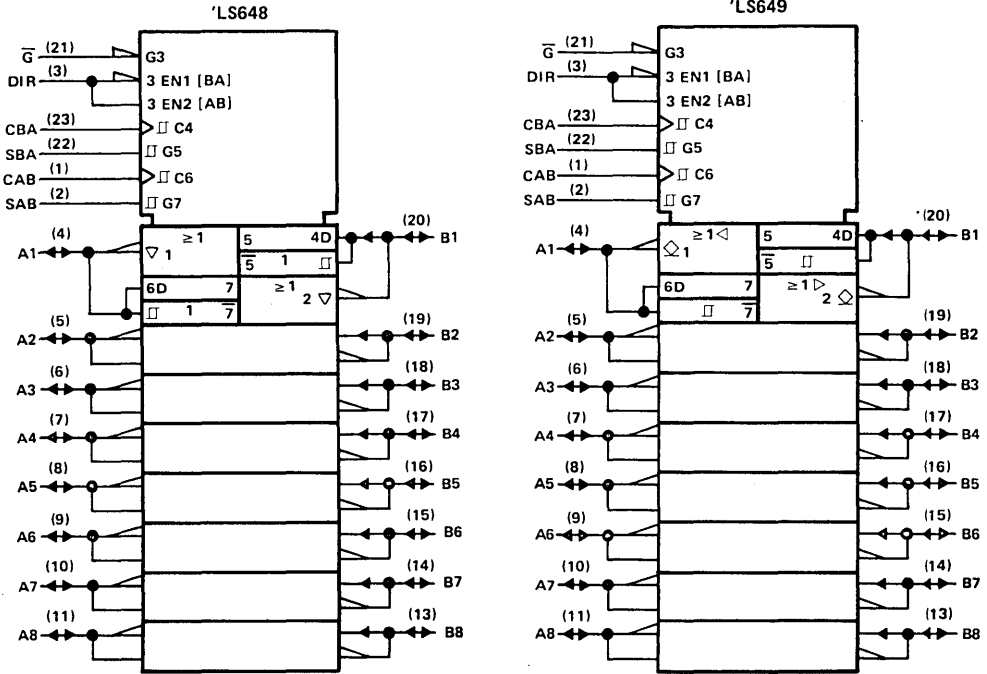 'LS648
G̅ (21) G3
DIR (3) 3 EN1 [BA]
3 EN2 [AB]
CBA (23) C4
SBA (22) G5
CAB (1) C6
SAB (2) G7
A1 (4) ≥1 ▽ 1 5 4D (20) B1
5̅ 1
6D 7 ≥1
1 7̅ 2 ▽
A2 (5) (19) B2
A3 (6) (18) B3
A4 (7) (17) B4
A5 (8) (16) B5
A6 (9) (15) B6
A7 (10) (14) B7
A8 (11) (13) B8
'LS649
G̅ (21) G3
DIR (3) 3 EN1 [BA]
3 EN2 [AB]
CBA (23) C4
SBA (22) G5
CAB (1) C6
SAB (2) G7
A1 (4) ≥1 ◁ 1 5 4D (20) B1
5̅
6D 7 ≥1 ▷
7̅ 2
A2 (5) (19) B2
A3 (6) (18) B3
A4 (7) (17) B4
A5 (8) (16) B5
A6 (9) (15) B6
A7 (10) (14) B7
A8 (11) (13) B8